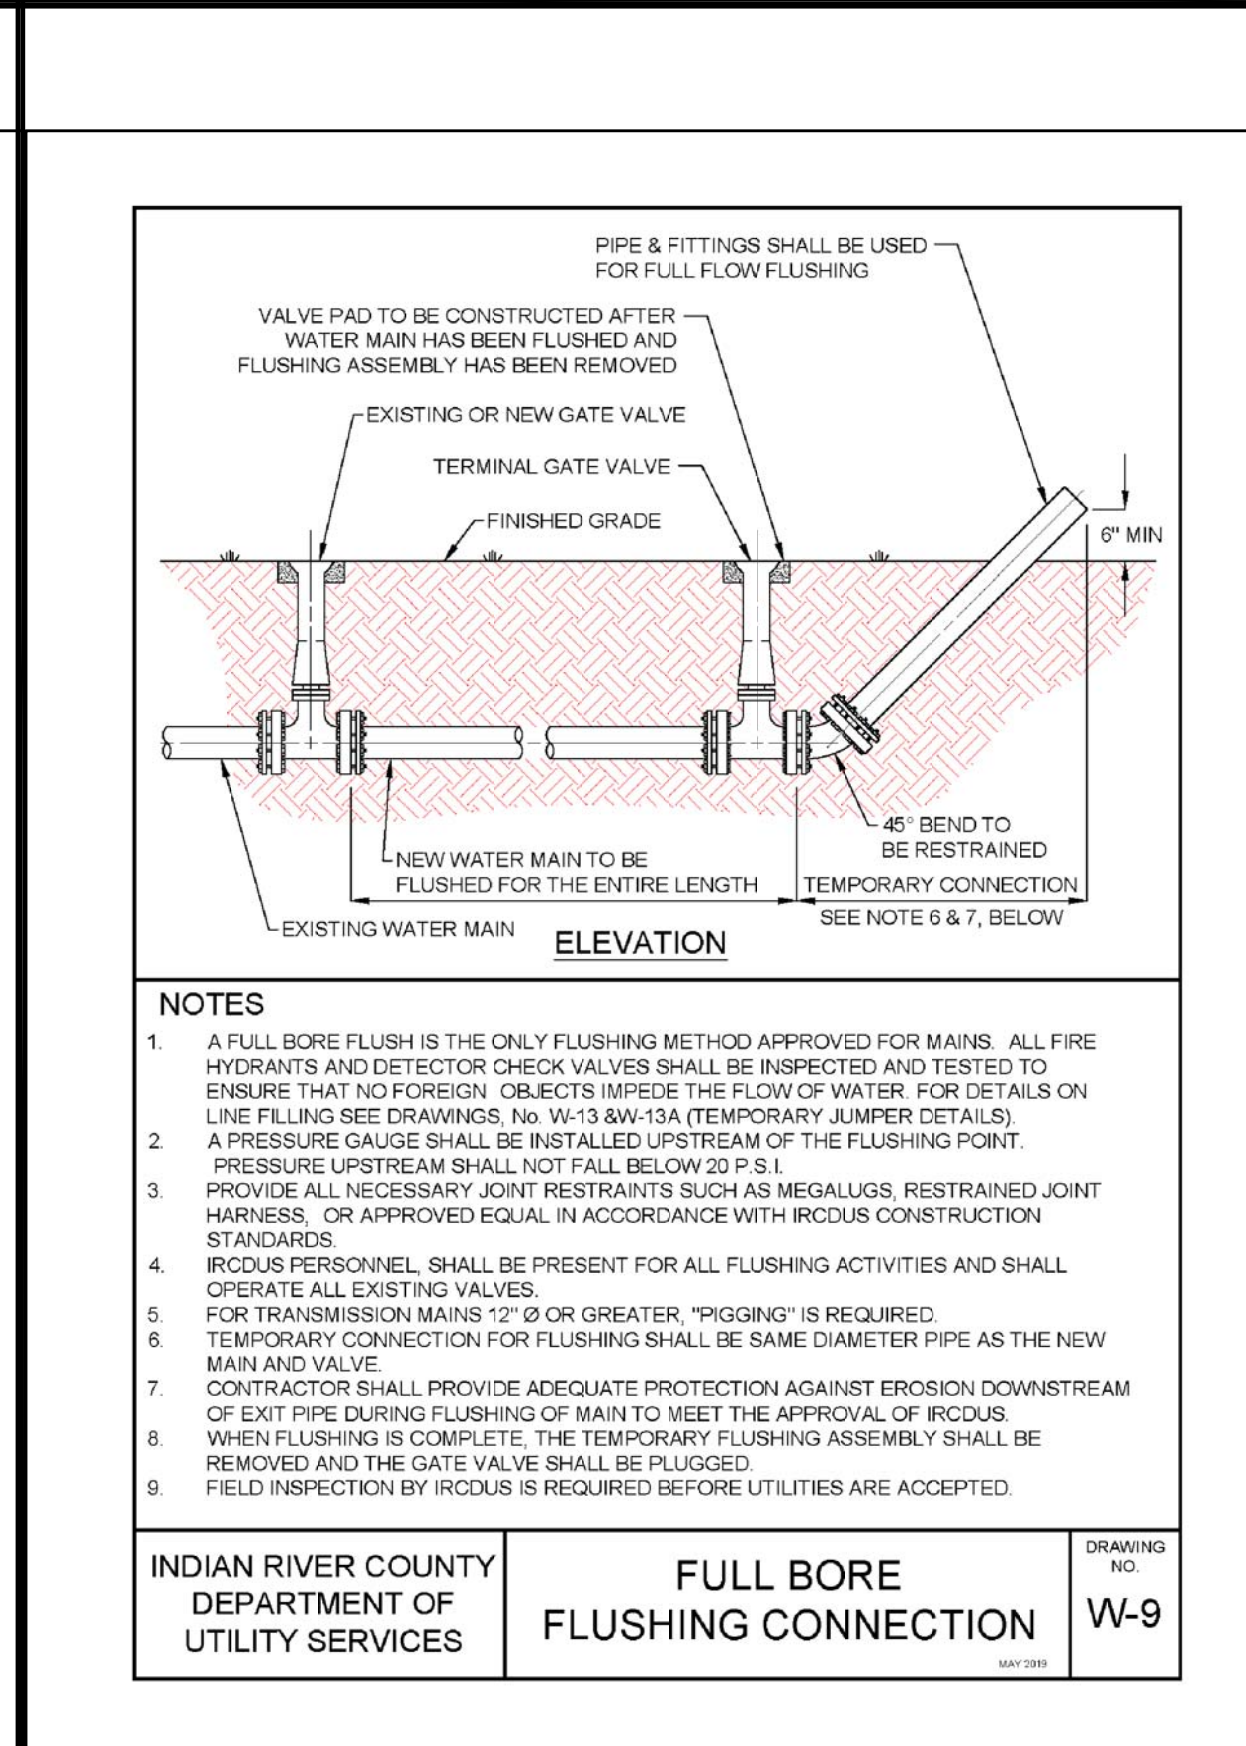 PIPE & FITTINGS SHALL BE USED
FOR FULL FLOW FLUSHING
VALVE PAD TO BE CONSTRUCTED AFTER
WATER MAIN HAS BEEN FLUSHED AND
FLUSHING ASSEMBLY HAS BEEN REMOVED
EXISTING OR NEW GATE VALVE
TERMINAL GATE VALVE
FINISHED GRADE
6" MIN
45° BEND TO
BE RESTRAINED
NEW WATER MAIN TO BE
FLUSHED FOR THE ENTIRE LENGTH
TEMPORARY CONNECTION
SEE NOTE 6 & 7, BELOW
EXISTING WATER MAIN
ELEVATION
NOTES
1. A FULL BORE FLUSH IS THE ONLY FLUSHING METHOD APPROVED FOR MAINS. ALL FIRE
HYDRANTS AND DETECTOR CHECK VALVES SHALL BE INSPECTED AND TESTED TO
ENSURE THAT NO FOREIGN OBJECTS IMPEDE THE FLOW OF WATER. FOR DETAILS ON
LINE FILLING SEE DRAWINGS, No. W-13 &W-13A (TEMPORARY JUMPER DETAILS).
2. A PRESSURE GAUGE SHALL BE INSTALLED UPSTREAM OF THE FLUSHING POINT.
PRESSURE UPSTREAM SHALL NOT FALL BELOW 20 P.S.I.
3. PROVIDE ALL NECESSARY JOINT RESTRAINTS SUCH AS MEGALUGS, RESTRAINED JOINT
HARNESS, OR APPROVED EQUAL IN ACCORDANCE WITH IRCDUS CONSTRUCTION
STANDARDS.
4. IRCDUS PERSONNEL, SHALL BE PRESENT FOR ALL FLUSHING ACTIVITIES AND SHALL
OPERATE ALL EXISTING VALVES.
5. FOR TRANSMISSION MAINS 12" Ø OR GREATER, "PIGGING" IS REQUIRED.
6. TEMPORARY CONNECTION FOR FLUSHING SHALL BE SAME DIAMETER PIPE AS THE NEW
MAIN AND VALVE.
7. CONTRACTOR SHALL PROVIDE ADEQUATE PROTECTION AGAINST EROSION DOWNSTREAM
OF EXIT PIPE DURING FLUSHING OF MAIN TO MEET THE APPROVAL OF IRCDUS.
8. WHEN FLUSHING IS COMPLETE, THE TEMPORARY FLUSHING ASSEMBLY SHALL BE
REMOVED AND THE GATE VALVE SHALL BE PLUGGED.
9. FIELD INSPECTION BY IRCDUS IS REQUIRED BEFORE UTILITIES ARE ACCEPTED.
INDIAN RIVER COUNTY
DEPARTMENT OF
UTILITY SERVICES
FULL BORE
FLUSHING CONNECTION
MAY 2019
DRAWING
NO.
W-9